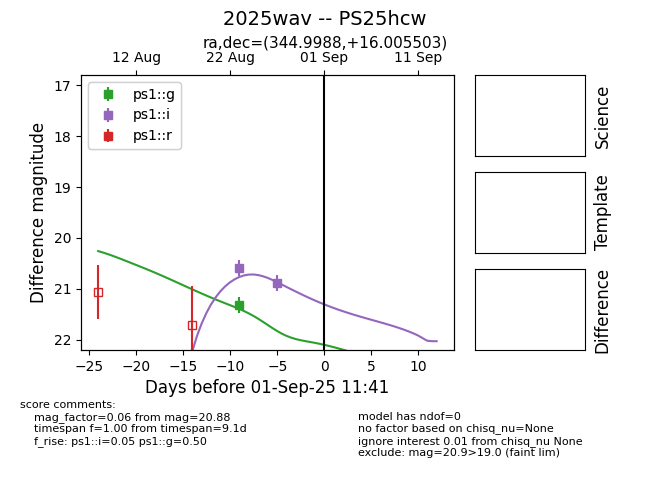 2025wav -- PS25hcw
ra,dec=(344.9988,+16.005503)
12 Aug 22 Aug 01 Sep 11 Sep
ps1::g
ps1::i
ps1::r
17
18
19
20
21
22
Difference magnitude
−25 −20 −15 −10 −5 0 5 10
Days before 01-Sep-25 11:41
Science
Template
Difference
score comments:
mag_factor=0.06 from mag=20.88
timespan f=1.00 from timespan=9.1d
f_rise: ps1::i=0.05 ps1::g=0.50
model has ndof=0
no factor based on chisq_nu=None
ignore interest 0.01 from chisq_nu None
exclude: mag=20.9>19.0 (faint lim)